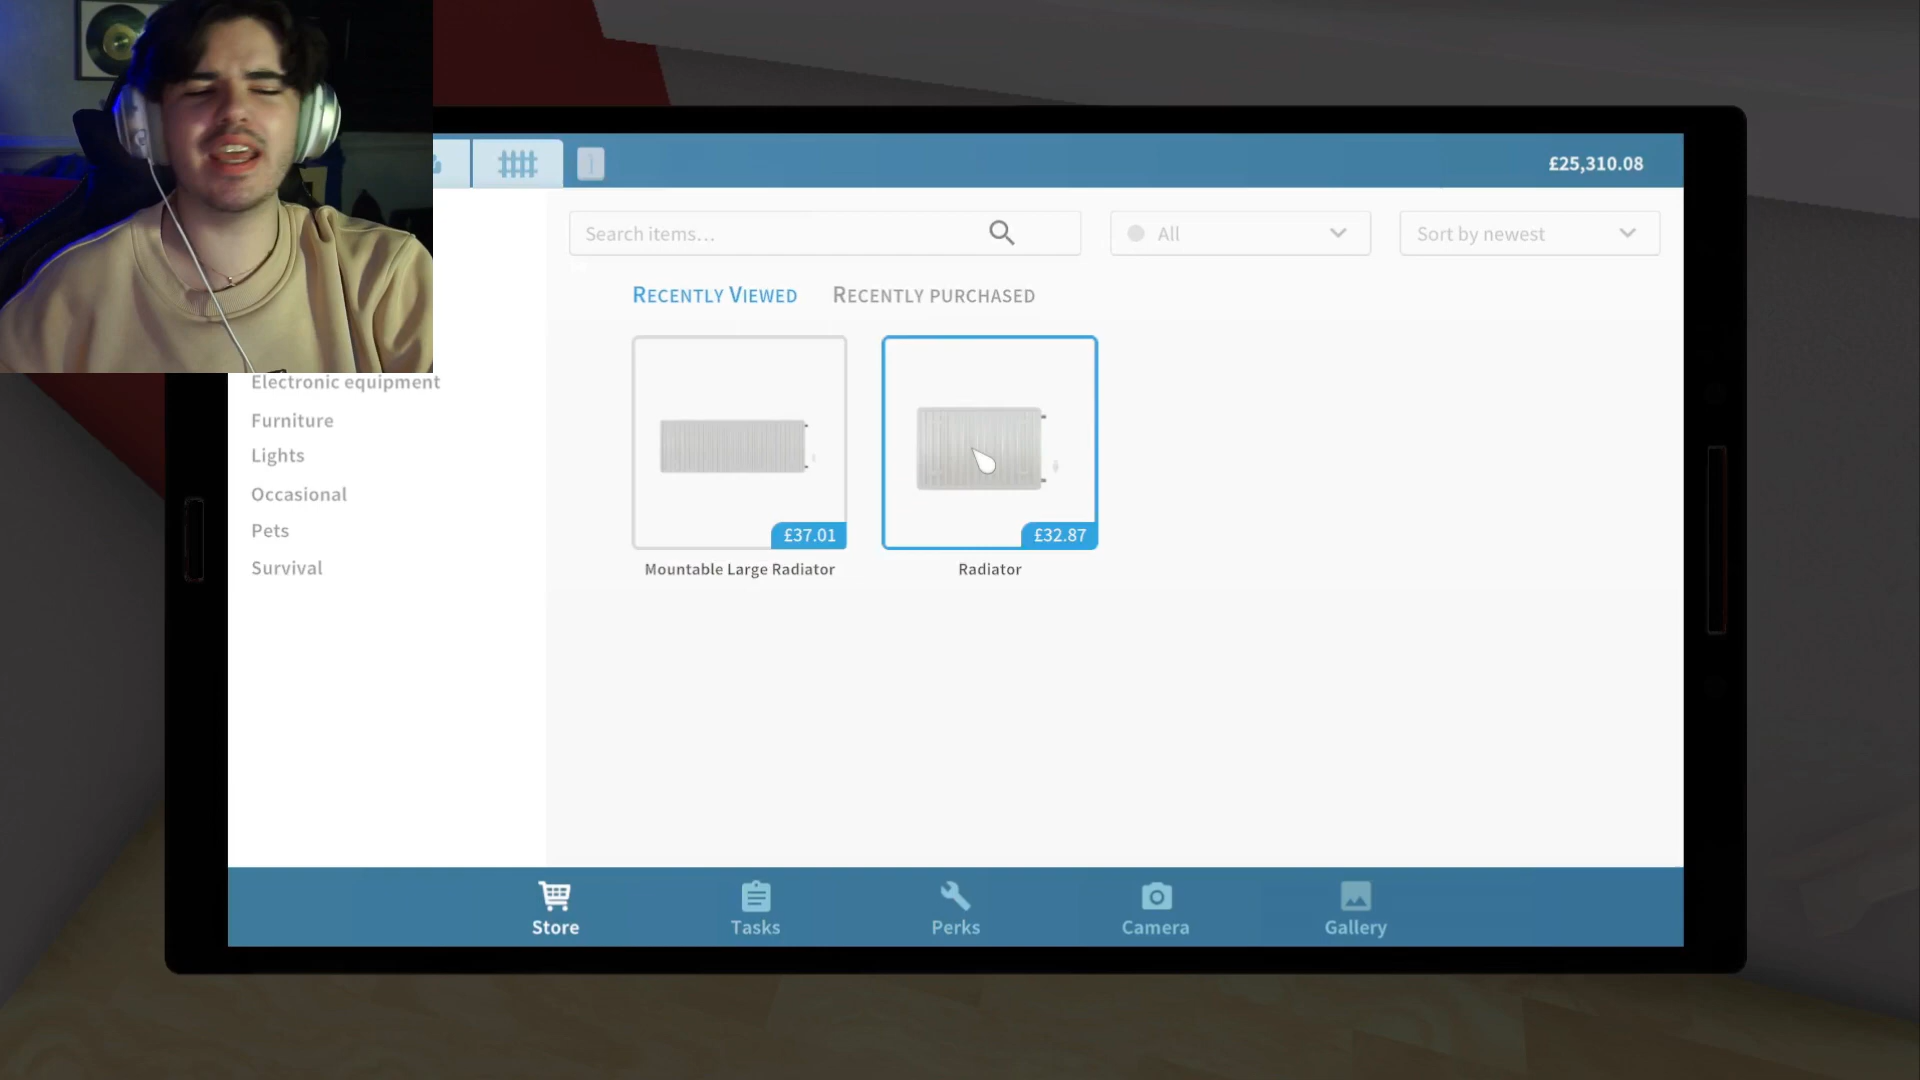 £25,310.08
Search items...
All
Sort by newest
RECENTLY VIEWED
RECENTLY PURCHASED
£37.01
£32.87
Mountable Large Radiator
Radiator
Electronic equipment
Furniture
Lights
Occasional
Pets
Survival
Store
Tasks
Perks
Camera
Gallery